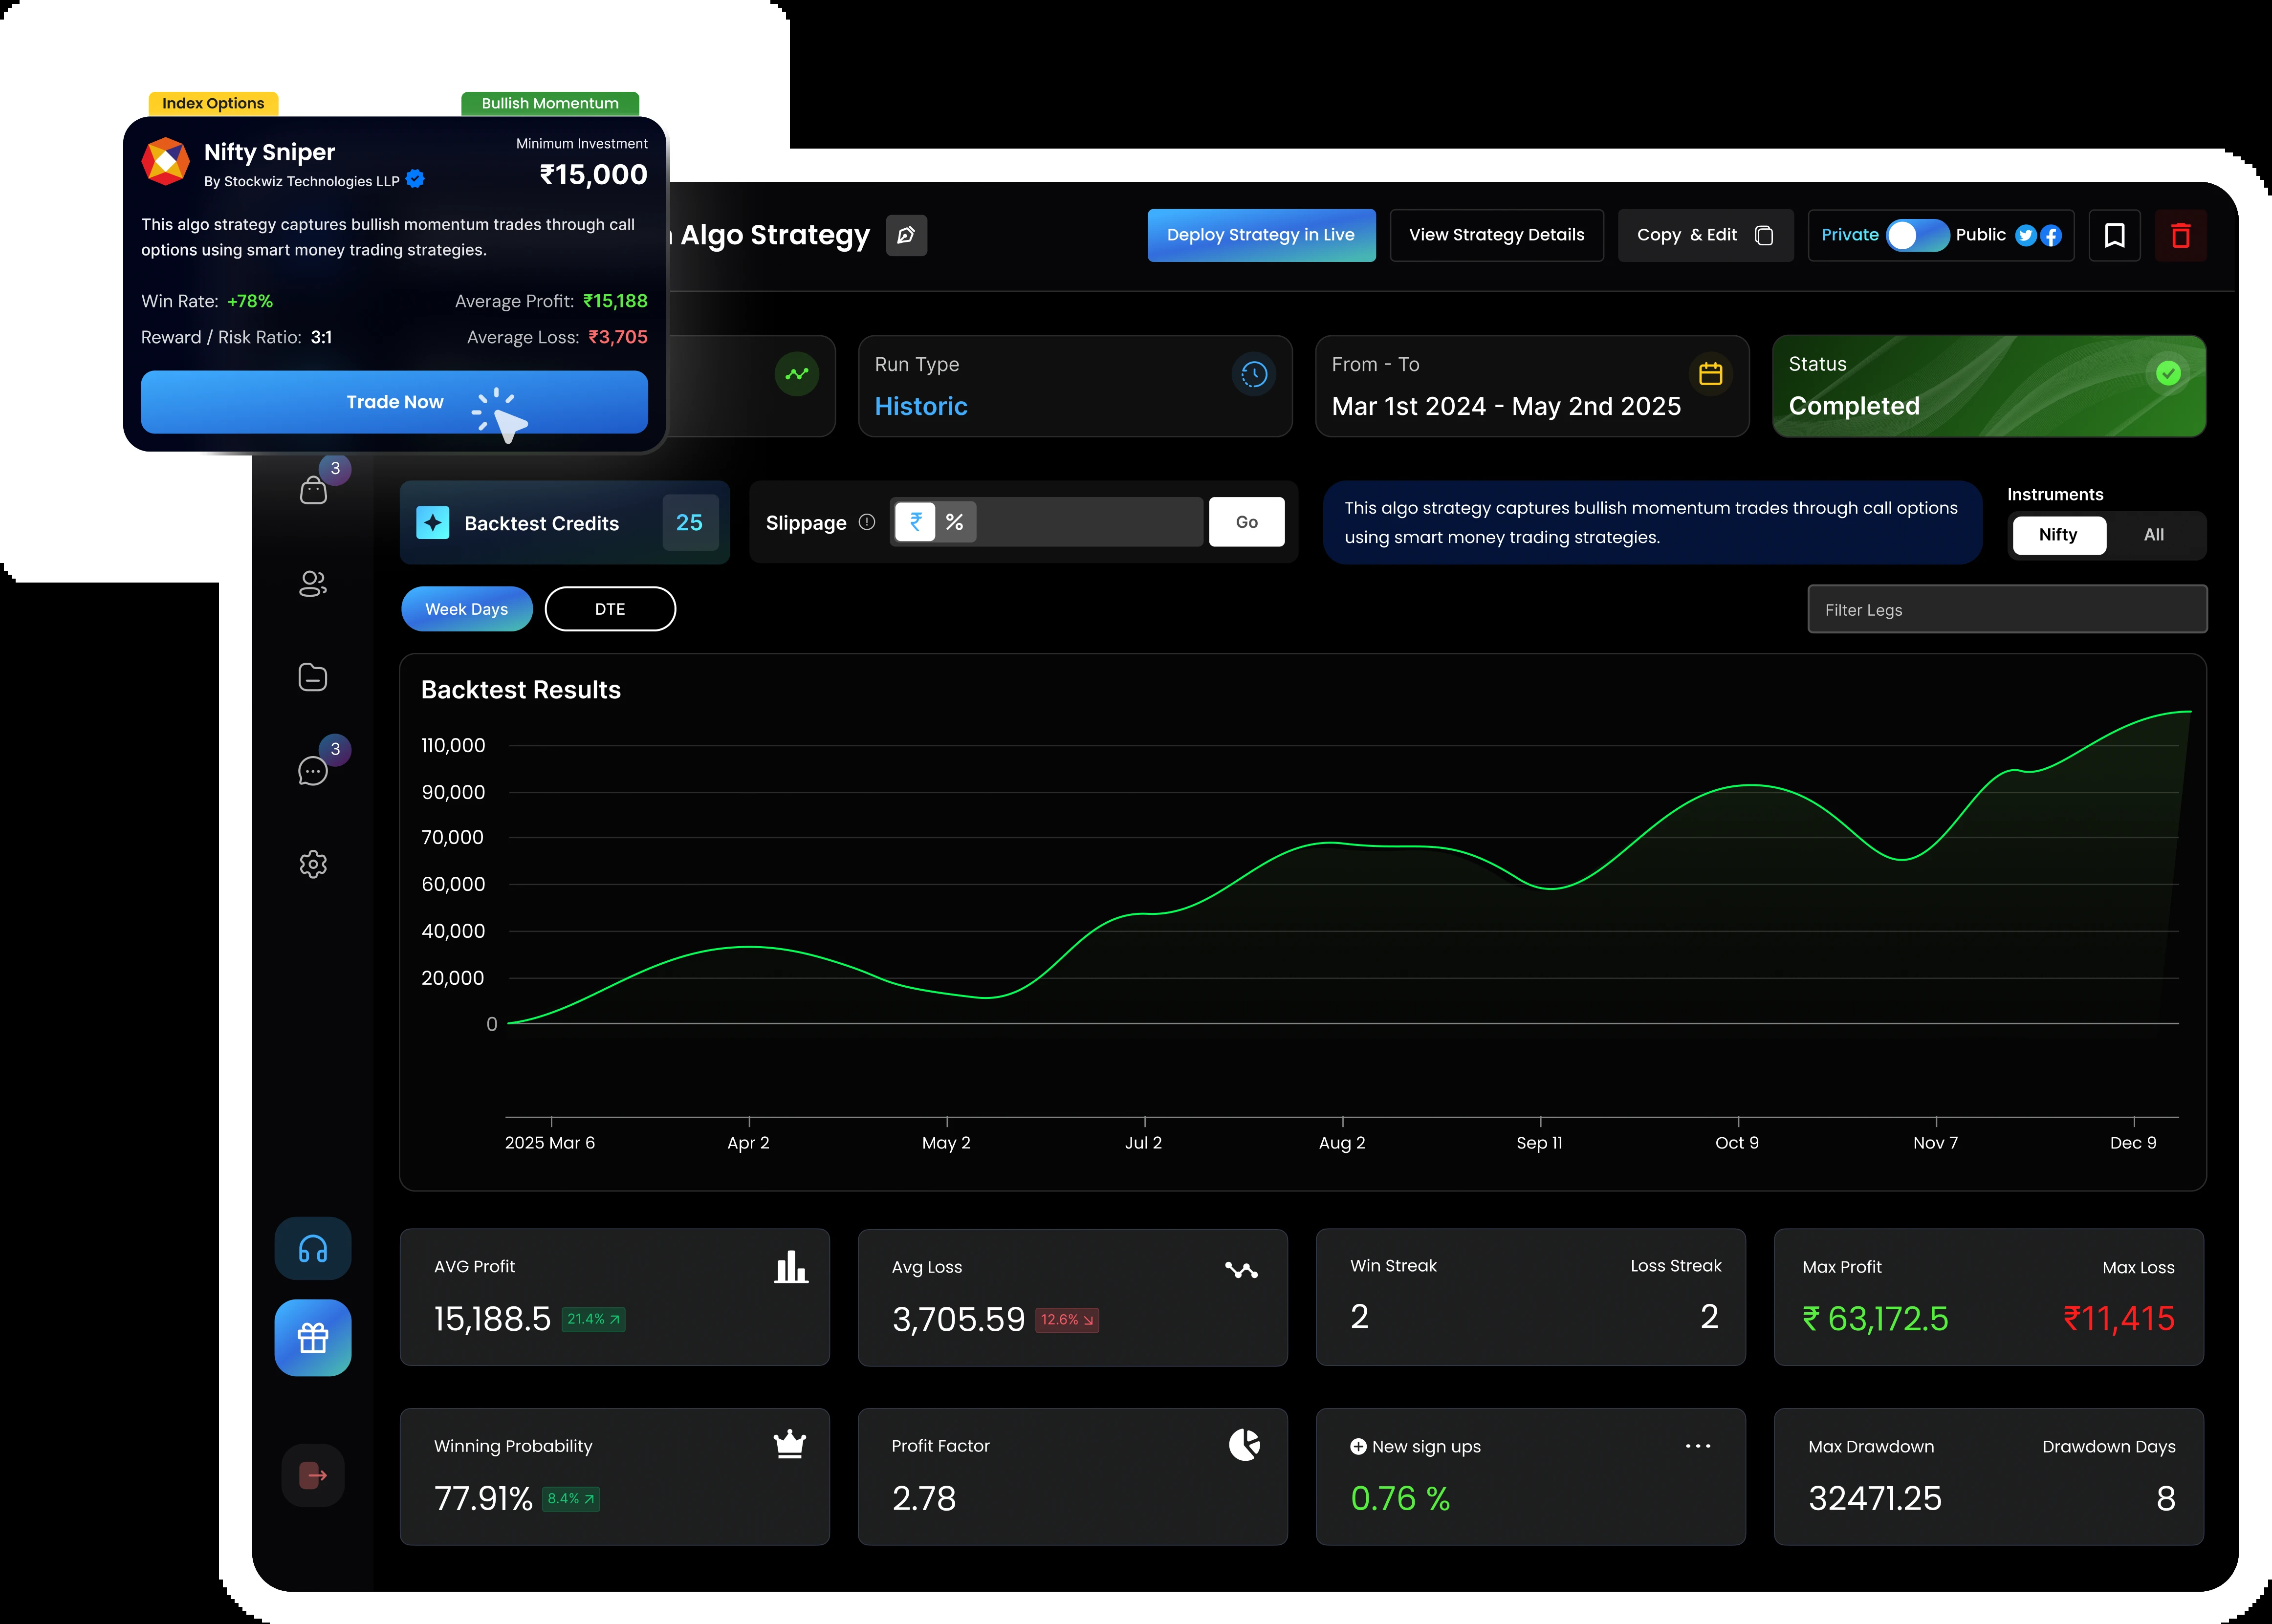 Index Options
Bullish Momentum
Nifty Sniper
By Stockwiz Technologies LLP
Minimum Investment
₹15,000
This algo strategy captures bullish momentum trades through call
options using smart money trading strategies.
Win Rate: +78%
Average Profit: ₹15,188
Reward / Risk Ratio: 3:1
Average Loss: ₹3,705
Trade Now
Algo Strategy
Deploy Strategy in Live
View Strategy Details
Copy & Edit
Private
Public
Run Type
Historic
From - To
Mar 1st 2024 - May 2nd 2025
Status
Completed
3
3
Backtest Credits
25
Slippage
₹
%
Go
This algo strategy captures bullish momentum trades through call options
using smart money trading strategies.
Instruments
Nifty
All
Week Days
DTE
Filter Legs
Backtest Results
110,000
90,000
70,000
60,000
40,000
20,000
0
2025 Mar 6
Apr 2
May 2
Jul 2
Aug 2
Sep 11
Oct 9
Nov 7
Dec 9
AVG Profit
15,188.5
21.4%
Avg Loss
3,705.59
12.6%
Win Streak
Loss Streak
2
2
Max Profit
Max Loss
₹ 63,172.5
₹11,415
Winning Probability
77.91%
8.4%
Profit Factor
2.78
New sign ups
0.76 %
Max Drawdown
Drawdown Days
32471.25
8